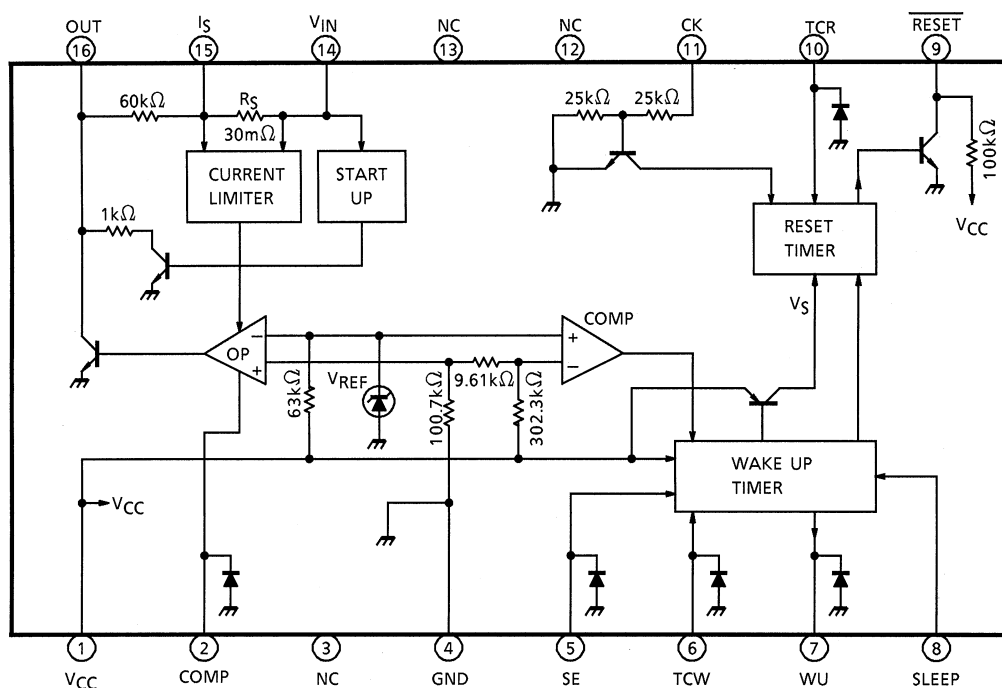 OUT IS VIN NC NC CK TCR RESET
16 15 14 13 12 11 10 9
60kΩ RS 25kΩ 25kΩ
30mΩ
100kΩ
CURRENT
LIMITER
START
UP
1kΩ
RESET
TIMER
VCC
VS
COMP
OP
−
+
+
−
VREF
9.61kΩ
63kΩ
100.7kΩ
302.3kΩ
WAKE UP
TIMER
VCC
1 2 3 4 5 6 7 8
VCC COMP NC GND SE TCW WU SLEEP